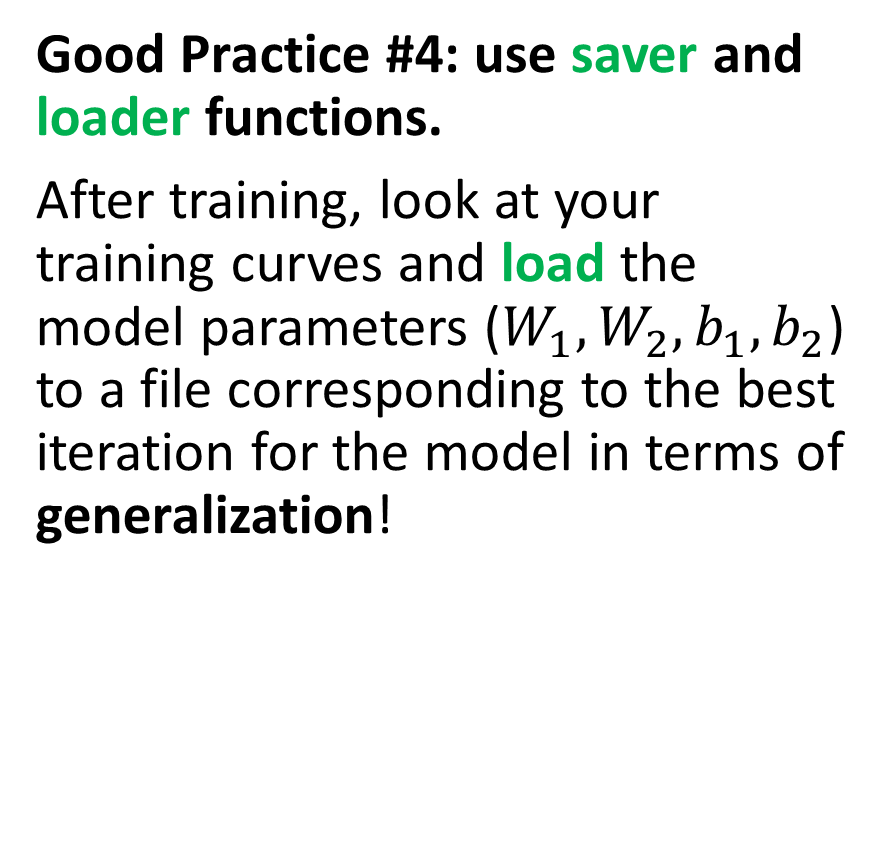 Good Practice #4: use saver and
loader functions.
After training, look at your
training curves and load the
model parameters (W₁, W₂, b₁, b₂)
to a file corresponding to the best
iteration for the model in terms of
generalization!